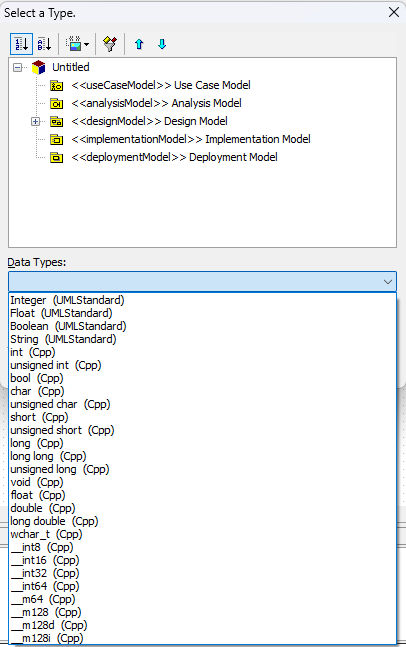 Select a Type.
Untitled
<<useCaseModel>> Use Case Model
<<analysisModel>> Analysis Model
<<designModel>> Design Model
<<implementationModel>> Implementation Model
<<deploymentModel>> Deployment Model
Data Types:
Integer (UMLStandard)
Float (UMLStandard)
Boolean (UMLStandard)
String (UMLStandard)
int (Cpp)
unsigned int (Cpp)
bool (Cpp)
char (Cpp)
unsigned char (Cpp)
short (Cpp)
unsigned short (Cpp)
long (Cpp)
long long (Cpp)
unsigned long (Cpp)
void (Cpp)
float (Cpp)
double (Cpp)
long double (Cpp)
wchar_t (Cpp)
__int8 (Cpp)
__int16 (Cpp)
__int32 (Cpp)
__int64 (Cpp)
__m64 (Cpp)
__m128 (Cpp)
__m128d (Cpp)
__m128i (Cpp)